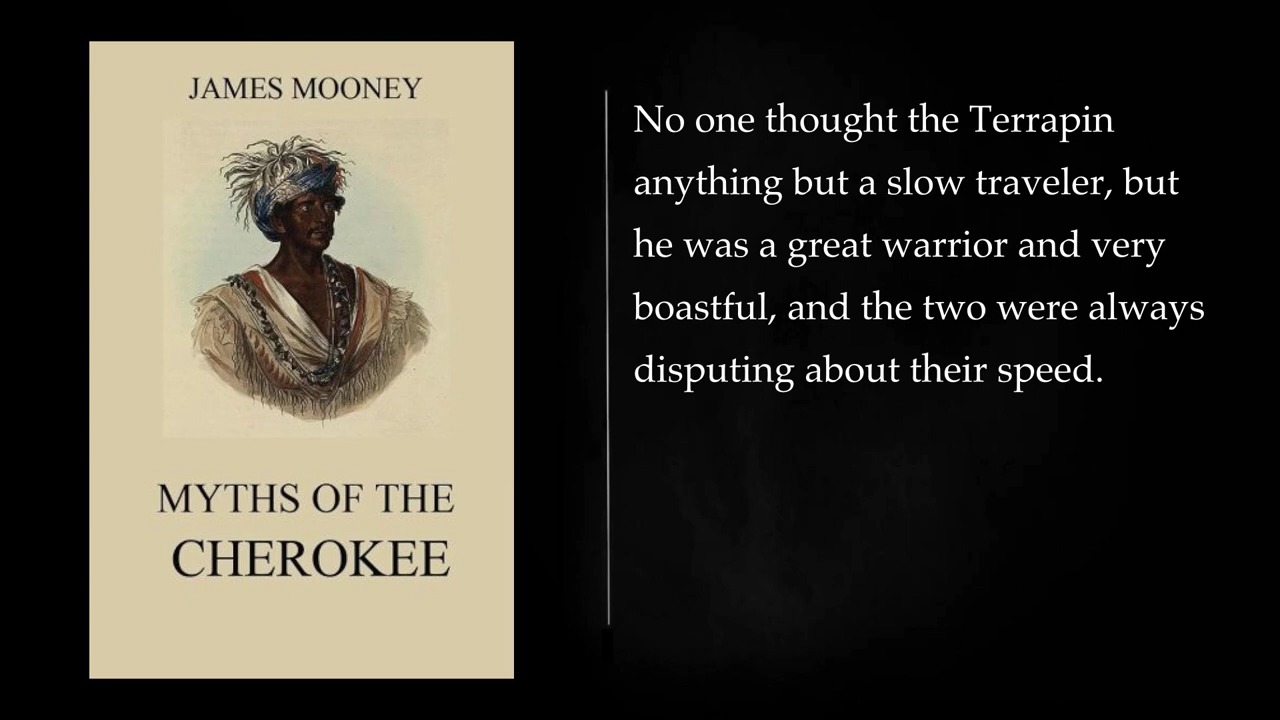 JAMES MOONEY
MYTHS OF THE
CHEROKEE
No one thought the Terrapin
anything but a slow traveler, but
he was a great warrior and very
boastful, and the two were always
disputing about their speed.